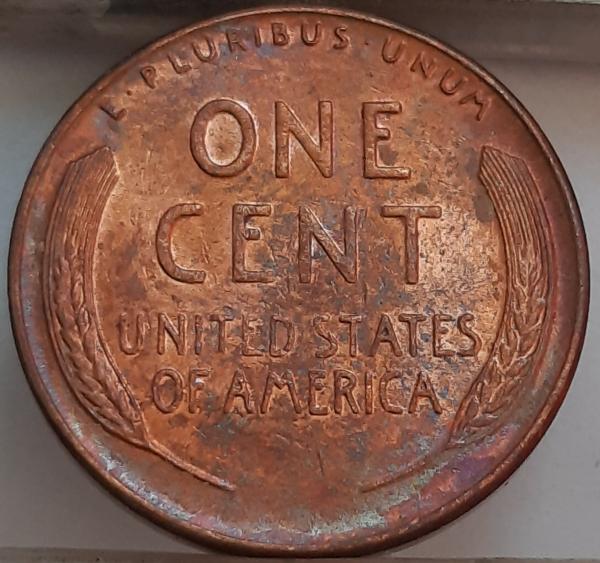 E · PLURIBUS · UNUM
ONE
CENT
UNITED STATES
OF AMERICA